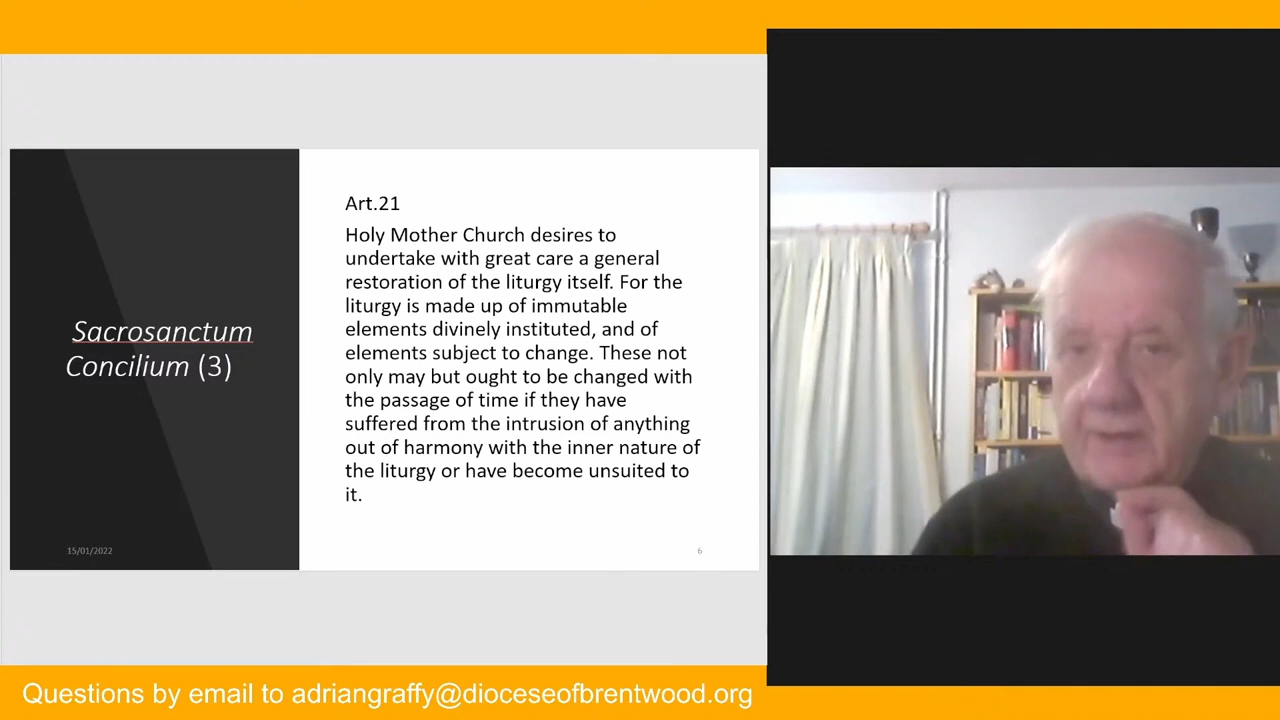 Sacrosanctum
Concilium (3)
15/01/2022
Art.21
Holy Mother Church desires to
undertake with great care a general
restoration of the liturgy itself. For the
liturgy is made up of immutable
elements divinely instituted, and of
elements subject to change. These not
only may but ought to be changed with
the passage of time if they have
suffered from the intrusion of anything
out of harmony with the inner nature of
the liturgy or have become unsuited to
it.
6
Questions by email to adriangraffy@dioceseofbrentwood.org